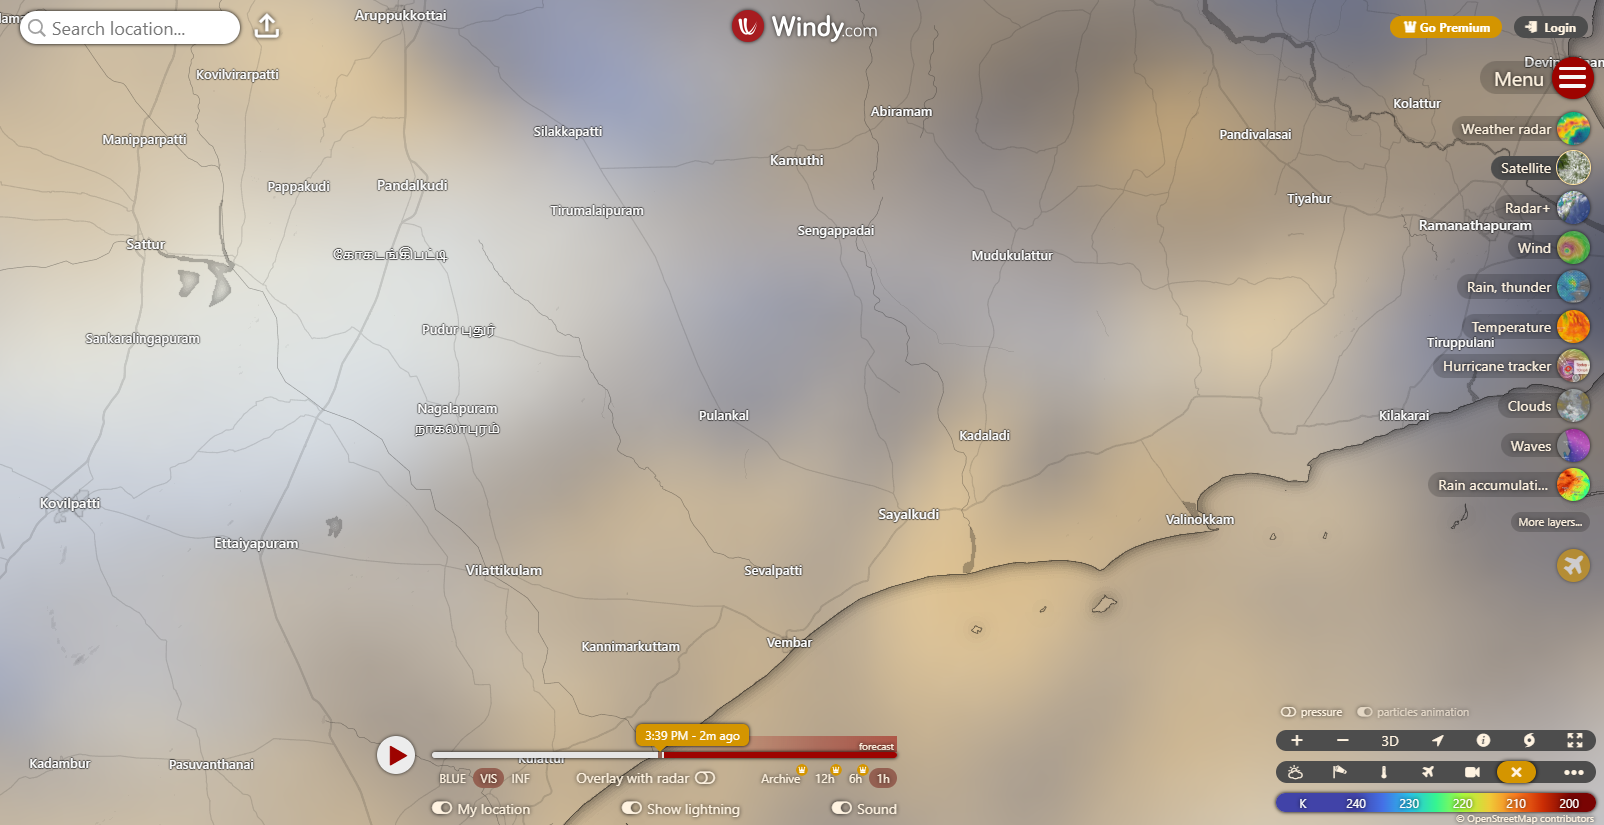 Aruppukkottai
Search location...
Windy.com
Go Premium
Login
Menu
Kovilvirarpatti
Kolattur
Abiramam
Weather radar
Silakkapatti
Pandivalasai
Manipparpatti
Kamuthi
Satellite
Pappakudi
Pandalkudi
Tiyahur
Radar+
Tirumalaipuram
Ramanathapuram
Sengappadai
Sattur
Wind
Mudukulattur
Rain, thunder
Pudur புதூர்
Temperature
Sankaralingapuram
Tiruppulani
Hurricane tracker
Nagalapuram
நாகலாபுரம்
Clouds
Pulankal
Kilakarai
Kadaladi
Waves
Rain accumulati...
Kovilpatti
Sayalkudi
Valinokkam
More layers...
Ettaiyapuram
Vilattikulam
Sevalpatti
Kannimarkuttam
Vembar
pressure
particles animation
3:39 PM - 2m ago
forecast
3D
Kulattur
Kadambur
Pasuvanthanai
BLUE VIS INF
Overlay with radar
Archive 12h 6h 1h
My location
Show lightning
Sound
K 240 230 220 210 200
© OpenStreetMap contributors